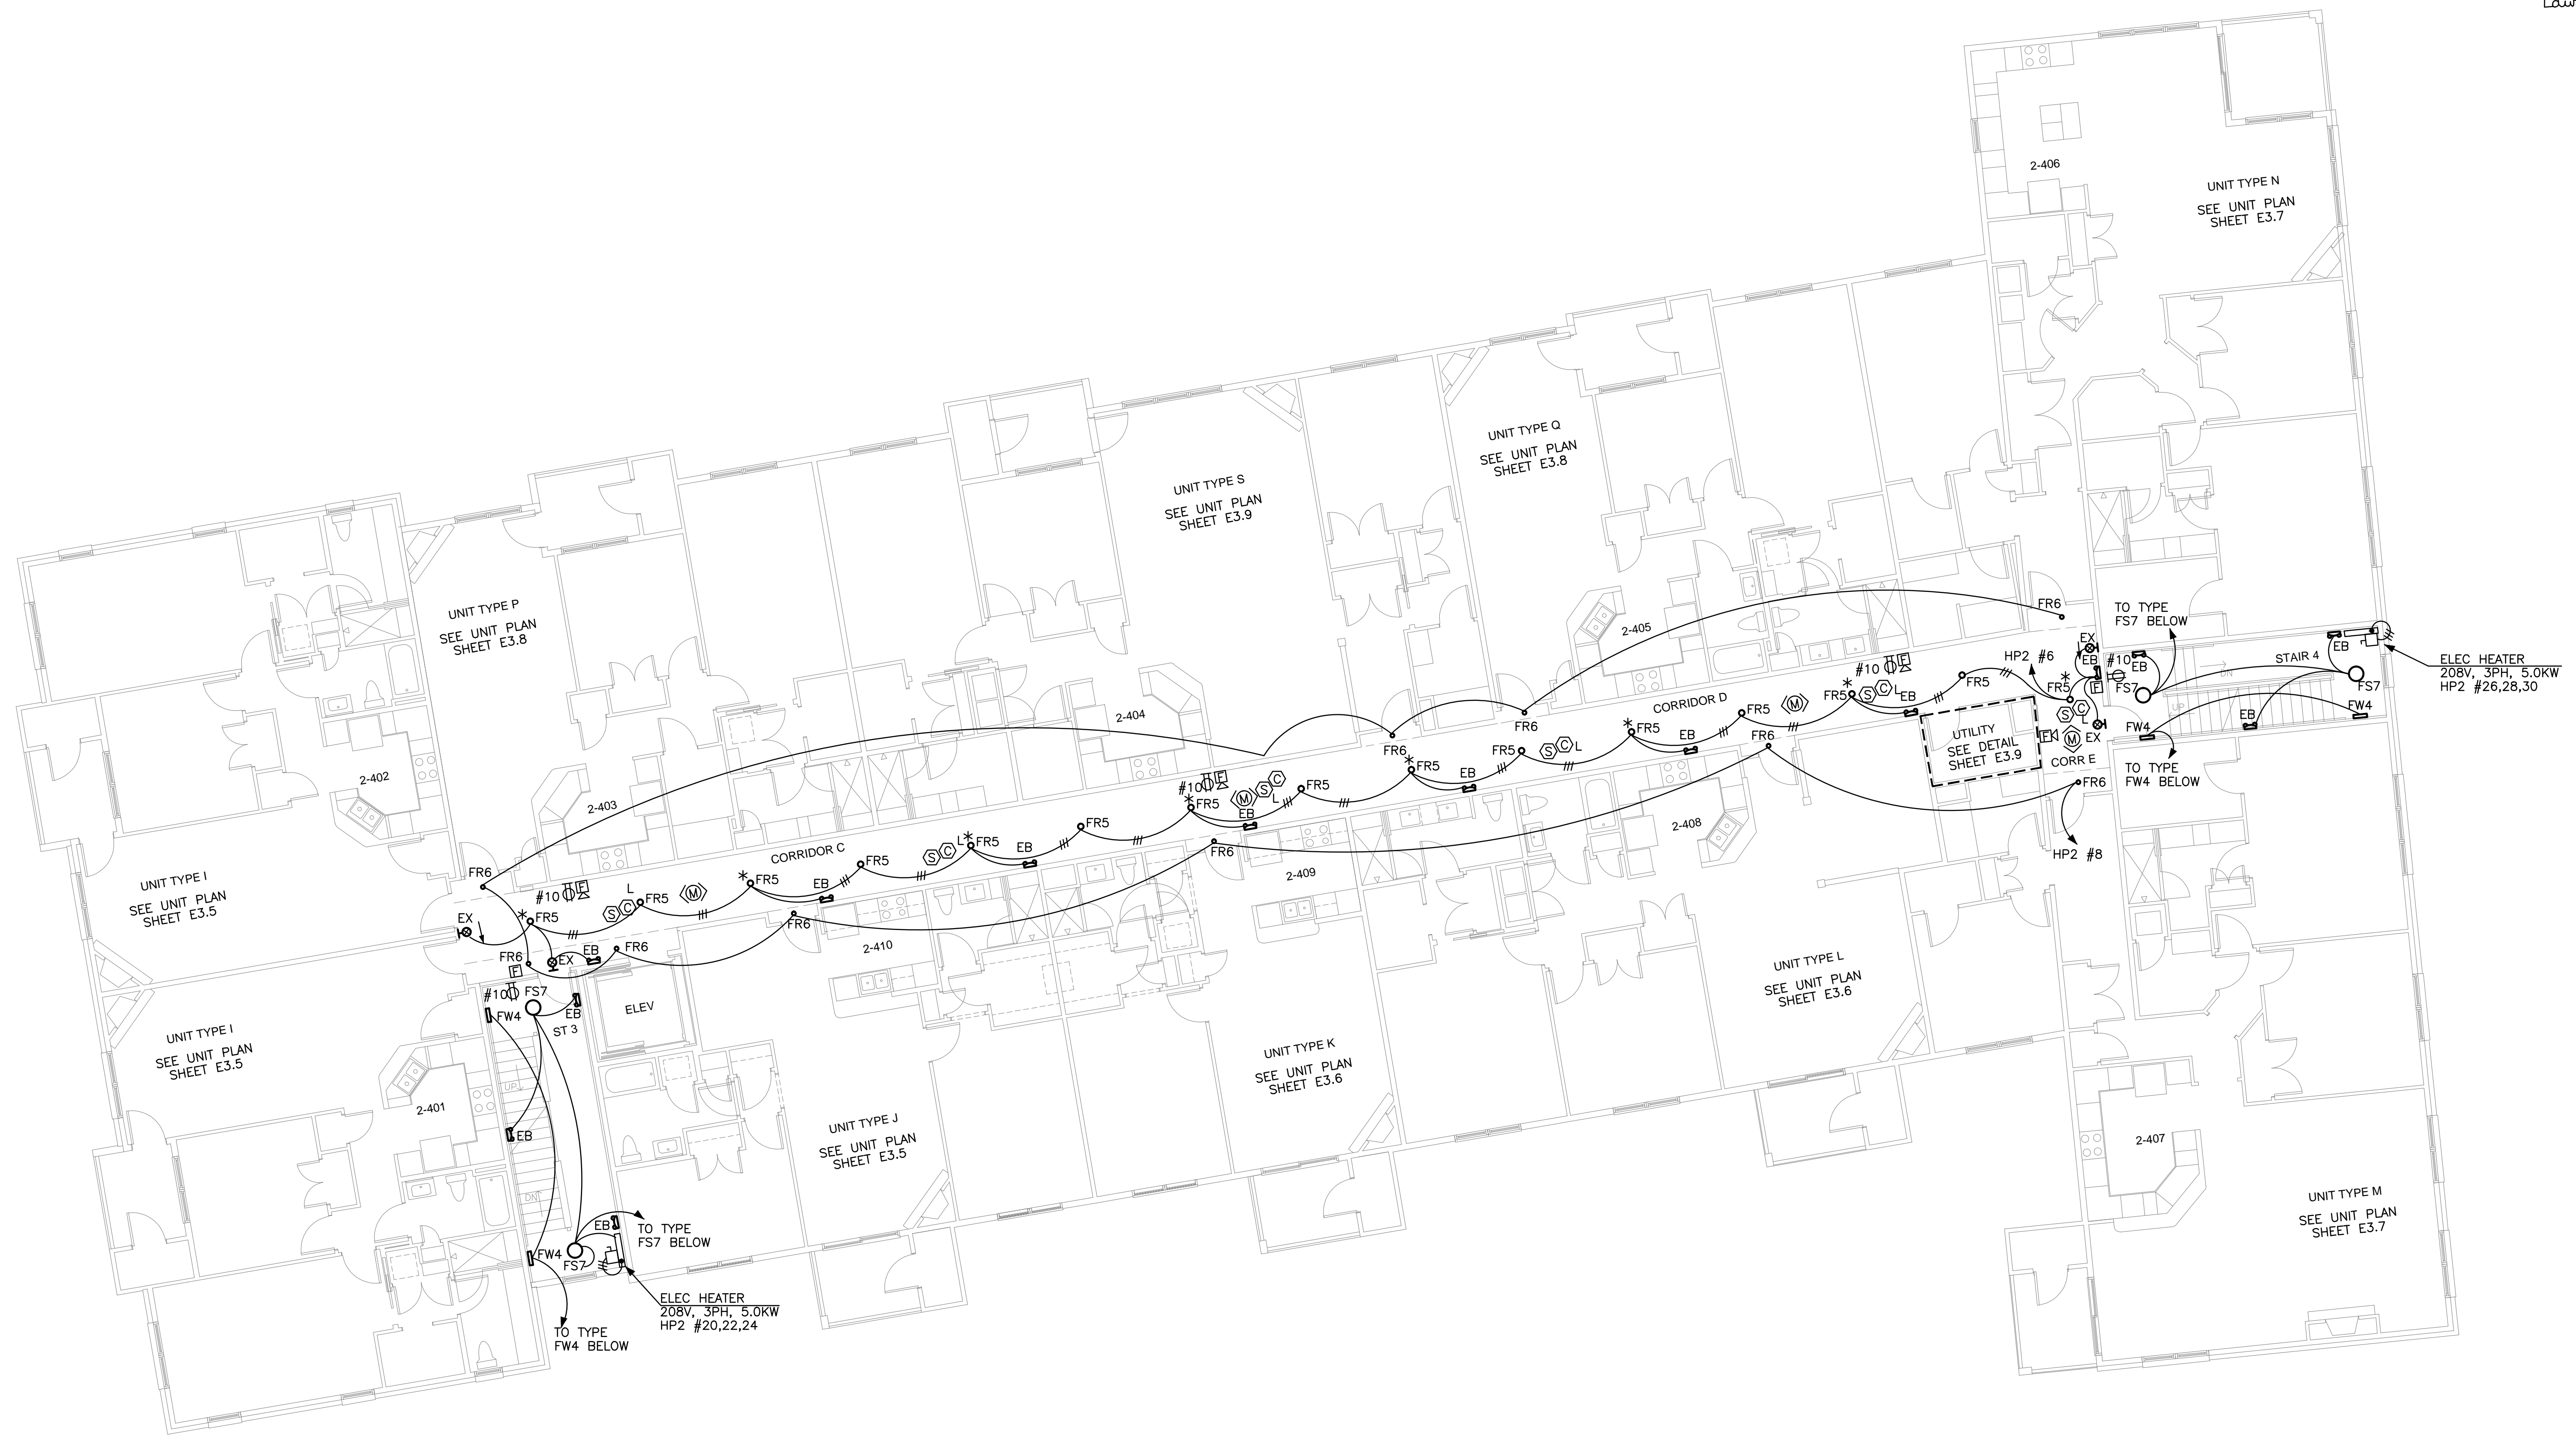 2-406
UNIT TYPE N
SEE UNIT PLAN
SHEET E3.7
UNIT TYPE Q
SEE UNIT PLAN
SHEET E3.8
UNIT TYPE S
SEE UNIT PLAN
SHEET E3.9
UNIT TYPE P
SEE UNIT PLAN
SHEET E3.8
2-405
2-404
2-403
2-402
FR6
TO TYPE
FS7 BELOW
EX
EB
#10
EB
FS7
STAIR 4
DN
UP
EB
FS7
ELEC HEATER
208V, 3PH, 5.0KW
HP2 #26,28,30
HP2 #6
*
FR5
F
S
C
L
FW4
EB
FW4
TO TYPE
FW4 BELOW
UTILITY
SEE DETAIL
SHEET E3.9
F
M
EX
CORR E
FR6
HP2 #8
CORRIDOR D
#10
F
*
FR5
S
C
L
EB
FR5
M
FR6
FR6
FR6
*
FR5
EB
FR5
S
C
L
*
FR5
EB
#10
F
*
FR5
M
S
C
L
EB
FR5
FR6
CORRIDOR C
FR5
S
C
L
*
FR5
EB
*
FR5
EB
M
FR6
#10
F
S
C
L
FR5
FR6
EX
*
FR5
FR6
F
EX
EB
FR6
#10
FS7
FW4
EB
ST 3
ELEV
UP
EB
DN
FW4
FS7
EB
TO TYPE
FS7 BELOW
TO TYPE
FW4 BELOW
ELEC HEATER
208V, 3PH, 5.0KW
HP2 #20,22,24
UNIT TYPE I
SEE UNIT PLAN
SHEET E3.5
UNIT TYPE I
SEE UNIT PLAN
SHEET E3.5
2-401
2-410
2-409
2-408
UNIT TYPE J
SEE UNIT PLAN
SHEET E3.5
UNIT TYPE K
SEE UNIT PLAN
SHEET E3.6
UNIT TYPE L
SEE UNIT PLAN
SHEET E3.6
2-407
UNIT TYPE M
SEE UNIT PLAN
SHEET E3.7